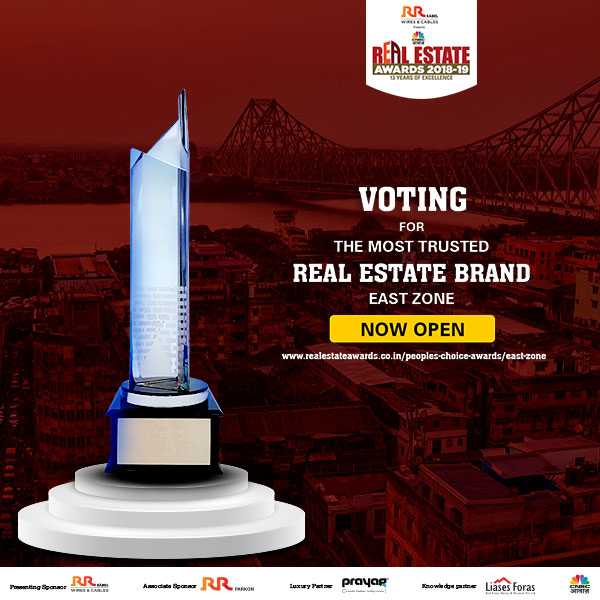 RR KABEL
WIRES & CABLES
Presents
CNBC
आवाज़
REAL ESTATE
AWARDS 2018-19
13 YEARS OF EXCELLENCE
VOTING
FOR
THE MOST TRUSTED
REAL ESTATE BRAND
EAST ZONE
NOW OPEN
www.realestateawards.co.in/peoples-choice-awards/east-zone
Presenting Sponsor RR KABEL
WIRES & CABLES
Associate Sponsor RR PARKON
Luxury Partner prayag
Knowledge partner Liases Foras
CNBC
आवाज़